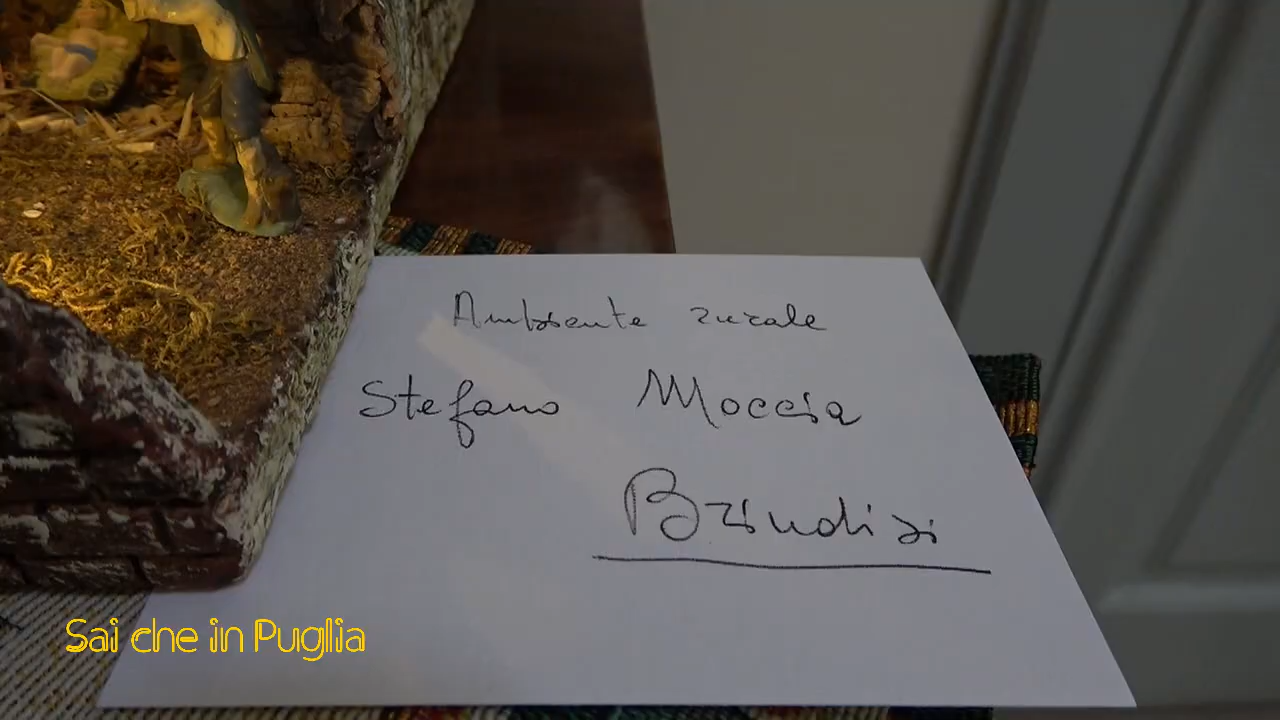 Ambiente rurale
Stefano Moccia
Brindisi
Sai che in Puglia